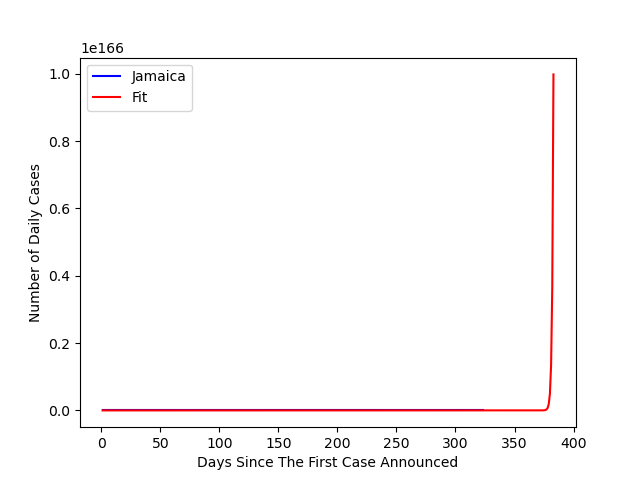 1e166
1.0
0.8
0.6
0.4
0.2
0.0
Number of Daily Cases
Jamaica
Fit
0 50 100 150 200 250 300 350 400
Days Since The First Case Announced